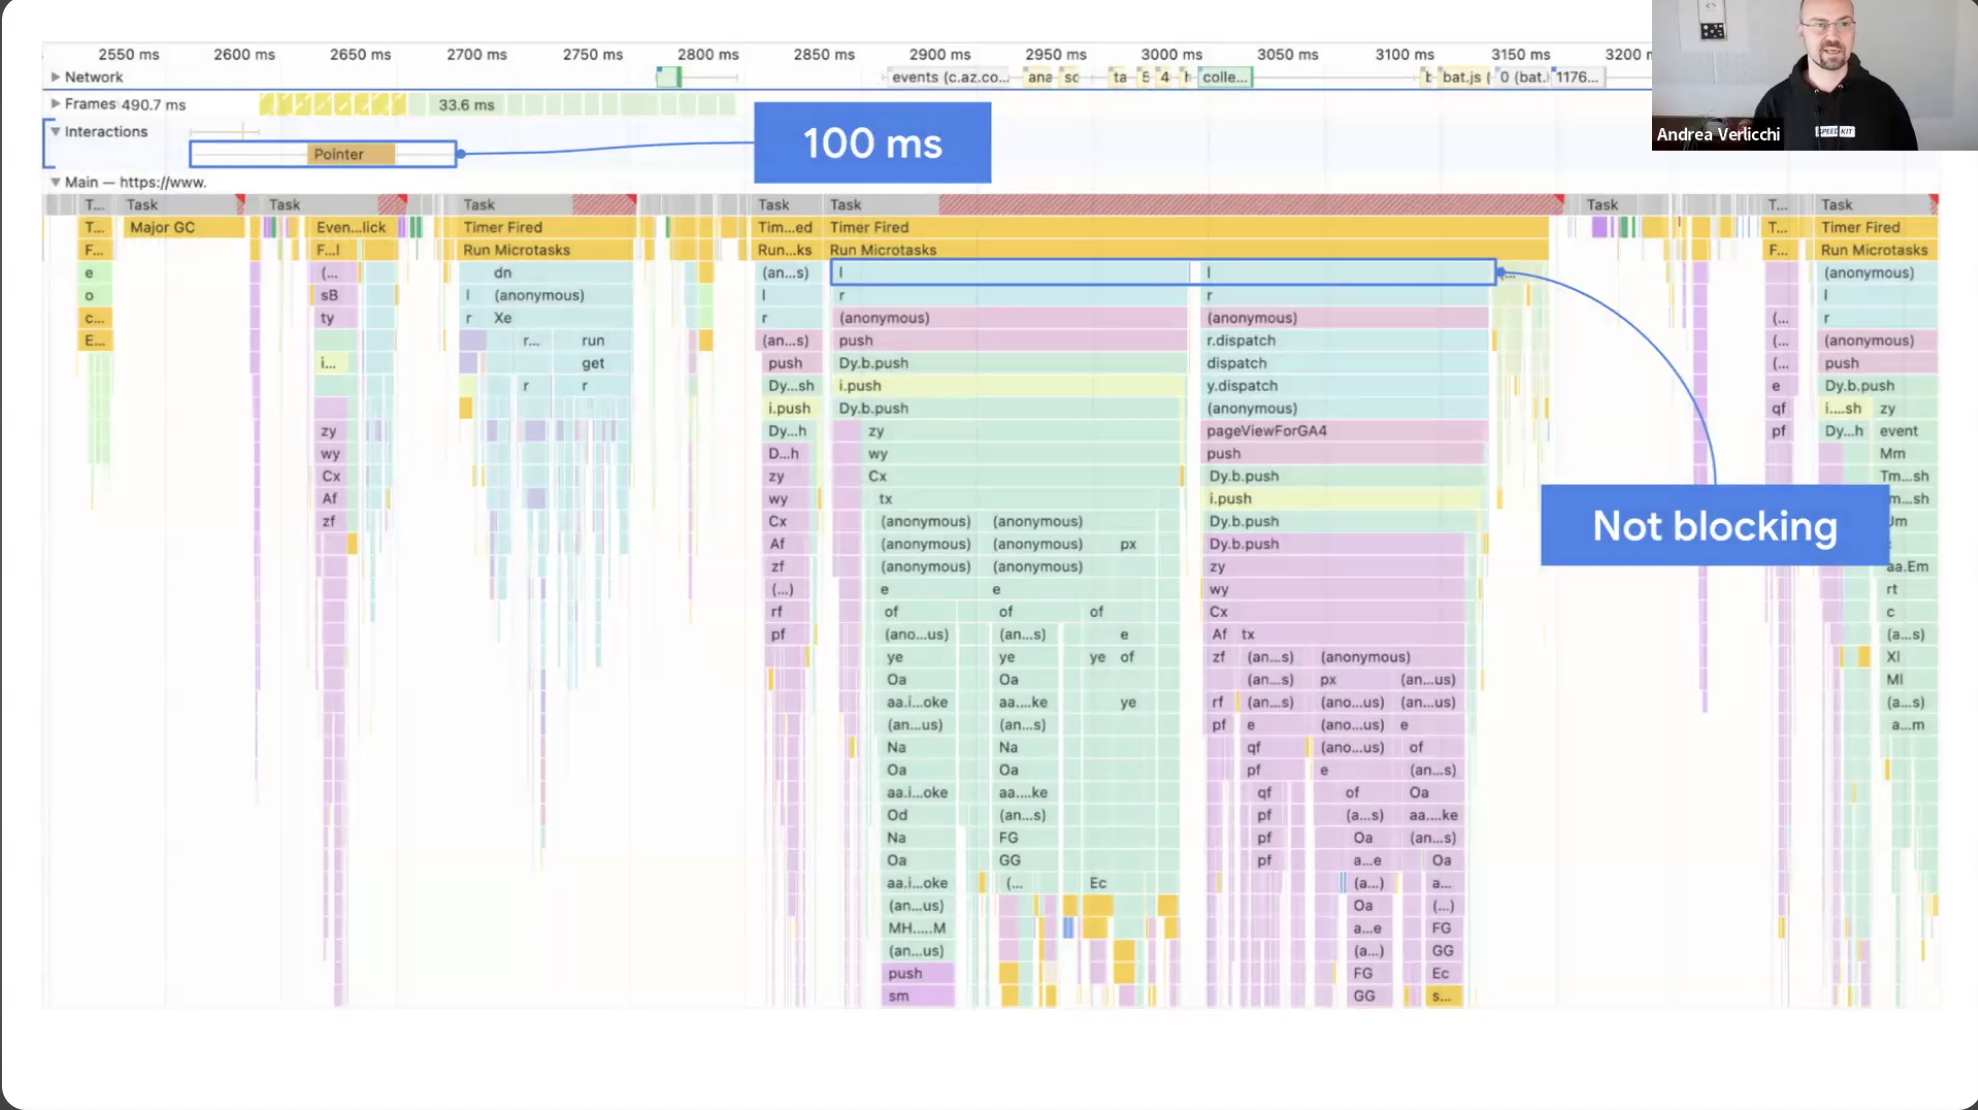 2550 ms 2600 ms 2650 ms 2700 ms 2750 ms 2800 ms 2850 ms 2900 ms 2950 ms 3000 ms 3050 ms 3100 ms 3150 ms 3200 m
Network events (c.az.co... ana sc ta 5 4 h colle... bat.js ( 0 (bat. 1176...
Frames 490.7 ms 33.6 ms
Interactions
Pointer
100 ms
SPEED KIT
Andrea Verlicchi
Main — https://www.
T... Task Task Task Task Task Task T... Task
T... Major GC Even...lick Timer Fired Tim...ed Timer Fired T... Timer Fired
F... F...l Run Microtasks Run...ks Run Microtasks F... Run Microtasks
e (... dn (an...s) l l (anonymous)
o sB l (anonymous) l r r l
c... ty r Xe r (anonymous) (anonymous) (... r
E... r... run (an...s) push r.dispatch (... (anonymous)
i... get push Dy.b.push dispatch (... push
r r Dy...sh i.push y.dispatch e Dy.b.push
i.push Dy.b.push (anonymous) qf i....sh zy
zy Dy...h zy pageViewForGA4 pf Dy...h event
wy D...h wy push Mm
Cx zy Cx Dy.b.push Tm...sh
Af wy tx i.push m...sh
zf Cx (anonymous) (anonymous) Dy.b.push Jm
Not blocking
Af (anonymous) (anonymous) px Dy.b.push
zf (anonymous) (anonymous) zy aa.Em
(...) e e wy rt
rf of of of Cx c
pf (ano...us) (an...s) e Af tx (a...s)
ye ye ye of zf (an...s) (anonymous) Xl
Oa Oa (an...s) px (an...us) Ml
aa.i...oke aa....ke ye rf (an...s) (ano...us) (an...us) (a...s)
(an...us) (an...s) pf e (ano...us) e a...m
Na Na qf (ano...us) of
Oa Oa pf e (an...s)
aa.i...oke aa....ke qf of Oa
Od (an...s) pf (a...s) aa....ke
Na FG pf Oa (an...s)
Oa GG pf a...e Oa
aa.i...oke (... Ec (a...) a...
(an...us) Oa (...)
MH.....M a...e FG
(an...us) (a...) GG
push FG Ec
sm GG s...